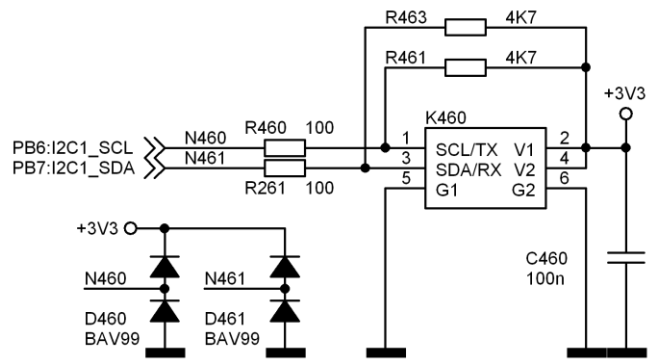 R463 4K7
R461 4K7
+3V3
K460
PB6:I2C1_SCL N460 R460 100 1 SCL/TX V1 2
PB7:I2C1_SDA N461 3 SDA/RX V2 4
R261 100 5 G1 G2 6
+3V3
N460 N461
C460
100n
D460 D461
BAV99 BAV99